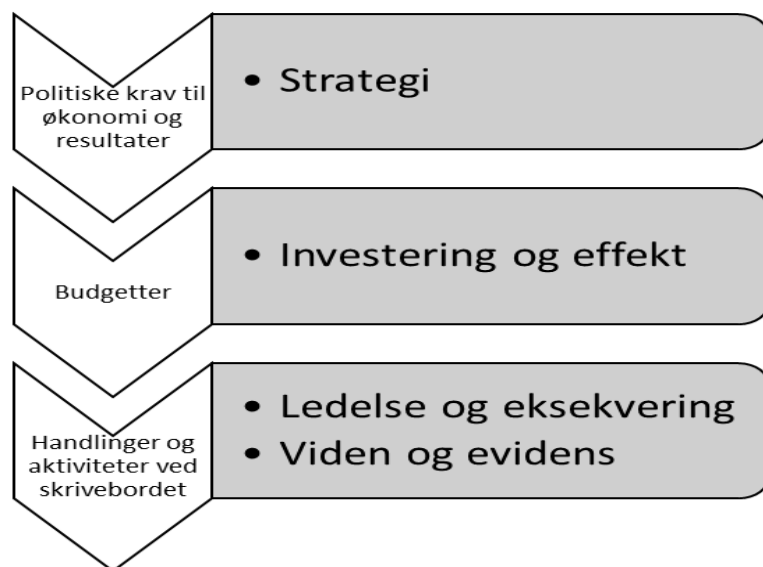 Politiske krav til
økonomi og
resultater
• Strategi
Budgetter
• Investering og effekt
Handlinger og
aktiviteter ved
skrivebordet
• Ledelse og eksekvering
• Viden og evidens